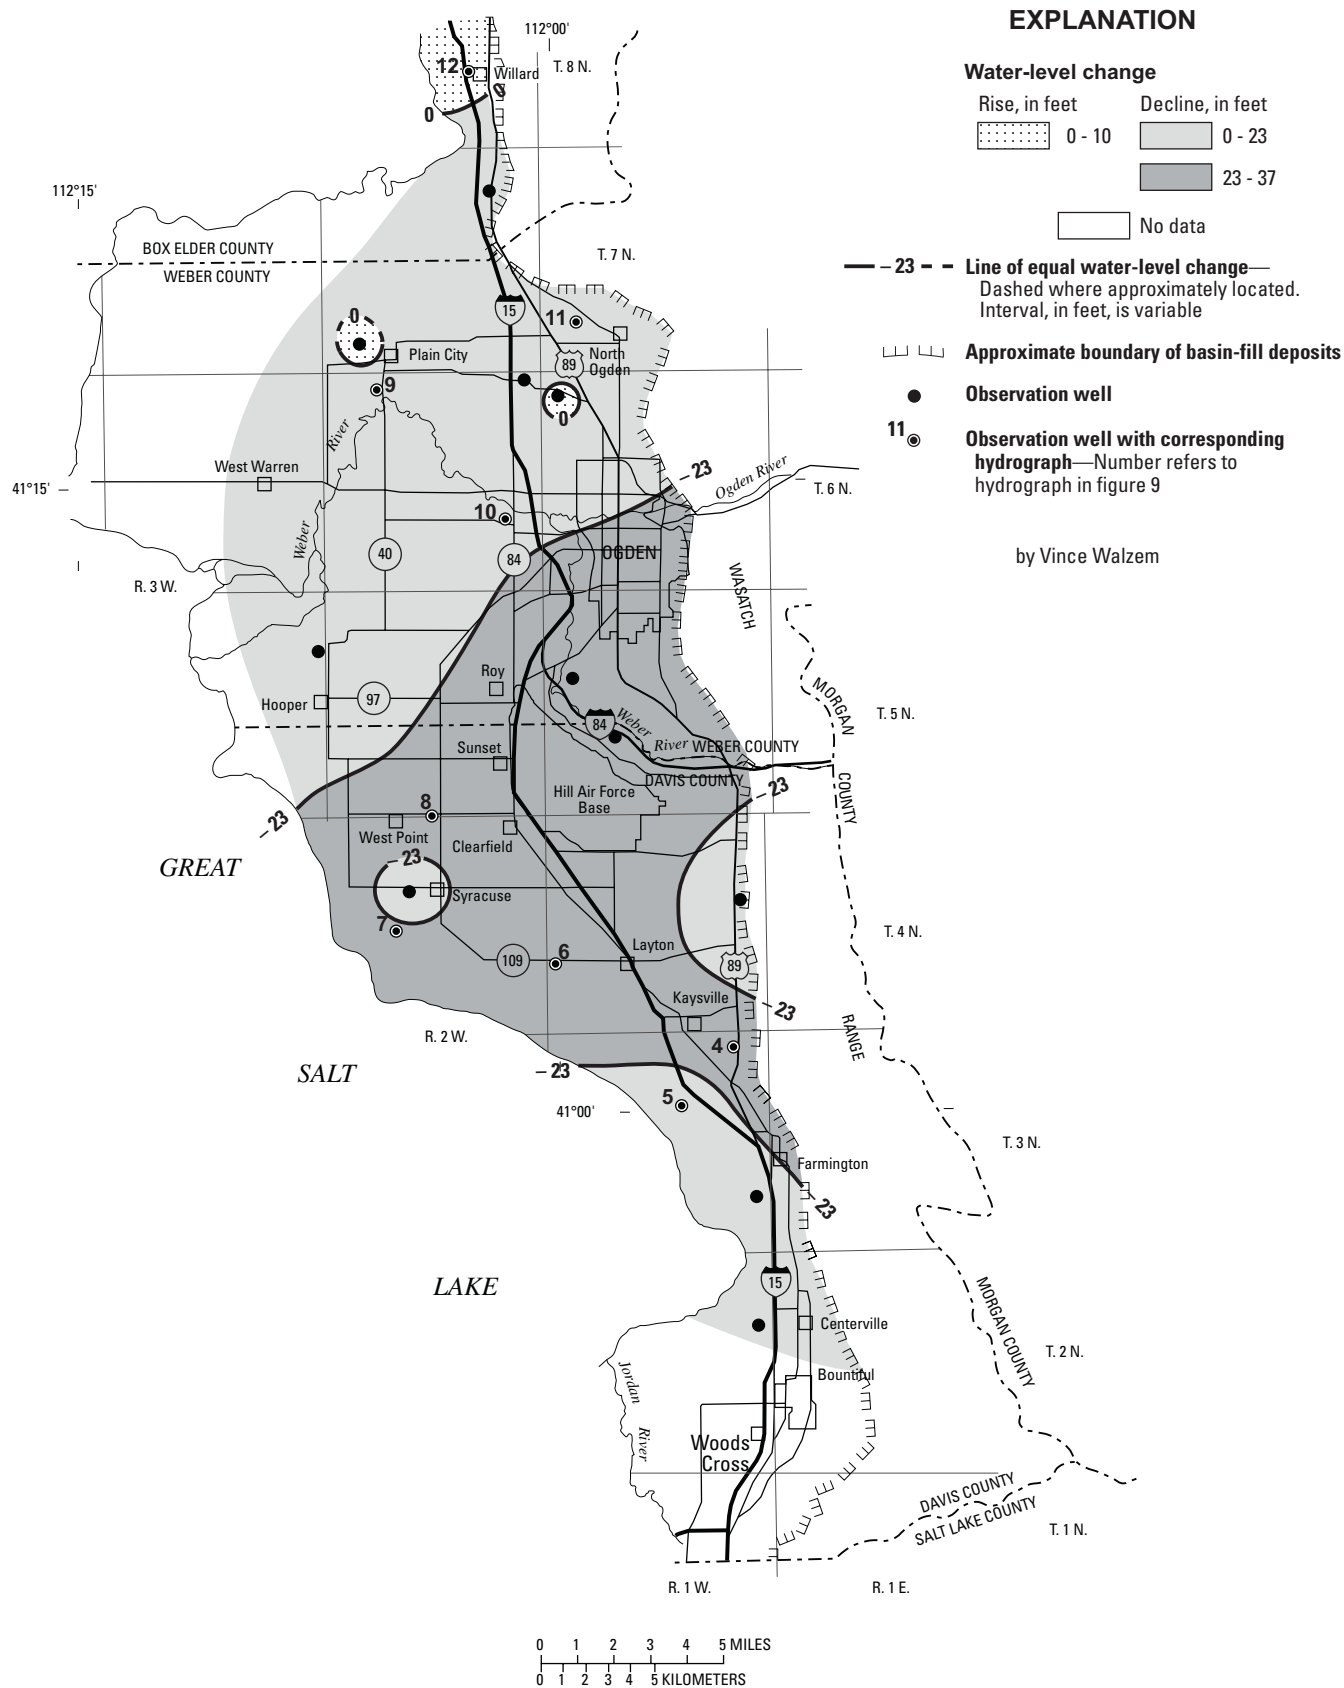 EXPLANATION
Water-level change
Rise, in feet
Decline, in feet
0 - 10
0 - 23
23 - 37
No data
– 23
Line of equal water-level change—
Dashed where approximately located.
Interval, in feet, is variable
Approximate boundary of basin-fill deposits
Observation well
11
Observation well with corresponding
hydrograph—Number refers to
hydrograph in figure 9
by Vince Walzem
112°00'
12
Willard
T. 8 N.
0
0
112°15'
BOX ELDER COUNTY
WEBER COUNTY
T. 7 N.
15
11
0
Plain City
89
North
Ogden
9
0
River
West Warren
– 23
Ogden River
41°15'
T. 6 N.
10
Weber
40
84
OGDEN
R. 3 W.
WASATCH
Roy
97
Hooper
MORGAN
COUNTY
T. 5 N.
84
Weber
River
WEBER COUNTY
Sunset
DAVIS COUNTY
– 23
Hill Air Force
Base
8
– 23
West Point
Clearfield
GREAT
– 23
Syracuse
7
T. 4 N.
109
6
Layton
89
Kaysville
– 23
RANGE
R. 2 W.
4
SALT
– 23
5
41°00'
T. 3 N.
Farmington
– 23
LAKE
15
MORGAN COUNTY
Centerville
T. 2 N.
Bountiful
Jordan
River
Woods
Cross
DAVIS COUNTY
SALT LAKE COUNTY
T. 1 N.
R. 1 W.
R. 1 E.
0 1 2 3 4 5 MILES
0 1 2 3 4 5 KILOMETERS